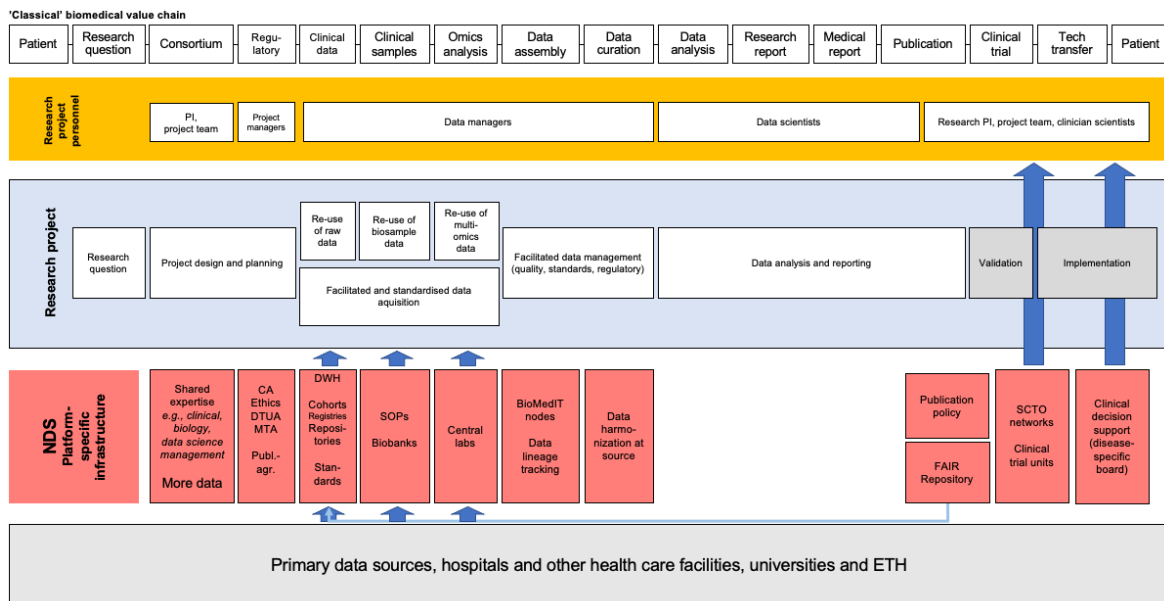 'Classical' biomedical value chain
Patient
Research
question
Consortium
Regu-
latory
Clinical
data
Clinical
samples
Omics
analysis
Data
assembly
Data
curation
Data
analysis
Research
report
Medical
report
Publication
Clinical
trial
Tech
transfer
Patient
Research
project
personnel
PI,
project team
Project
managers
Data managers
Data scientists
Research PI, project team, clinician scientists
Research project
Research
question
Project design and planning
Re-use
of raw
data
Re-use of
biosample
data
Re-use of
multi-
omics
data
Facilitated and standardised data
aquisition
Facilitated data management
(quality, standards, regulatory)
Data analysis and reporting
Validation
Implementation
NDS
Platform-
specific
infrastructure
Shared
expertise
e.g., clinical,
biology,
data science
management
More data
CA
Ethics
DTUA
MTA
Publ.-
agr.
DWH
Cohorts
Registries
Reposi-
tories
Stan-
dards
SOPs
Biobanks
Central
labs
BioMedIT
nodes
Data
lineage
tracking
Data
harmo-
nization at
source
Publication
policy
FAIR
Repository
SCTO
networks
Clinical
trial units
Clinical
decision
support
(disease-
specific
board)
Primary data sources, hospitals and other health care facilities, universities and ETH